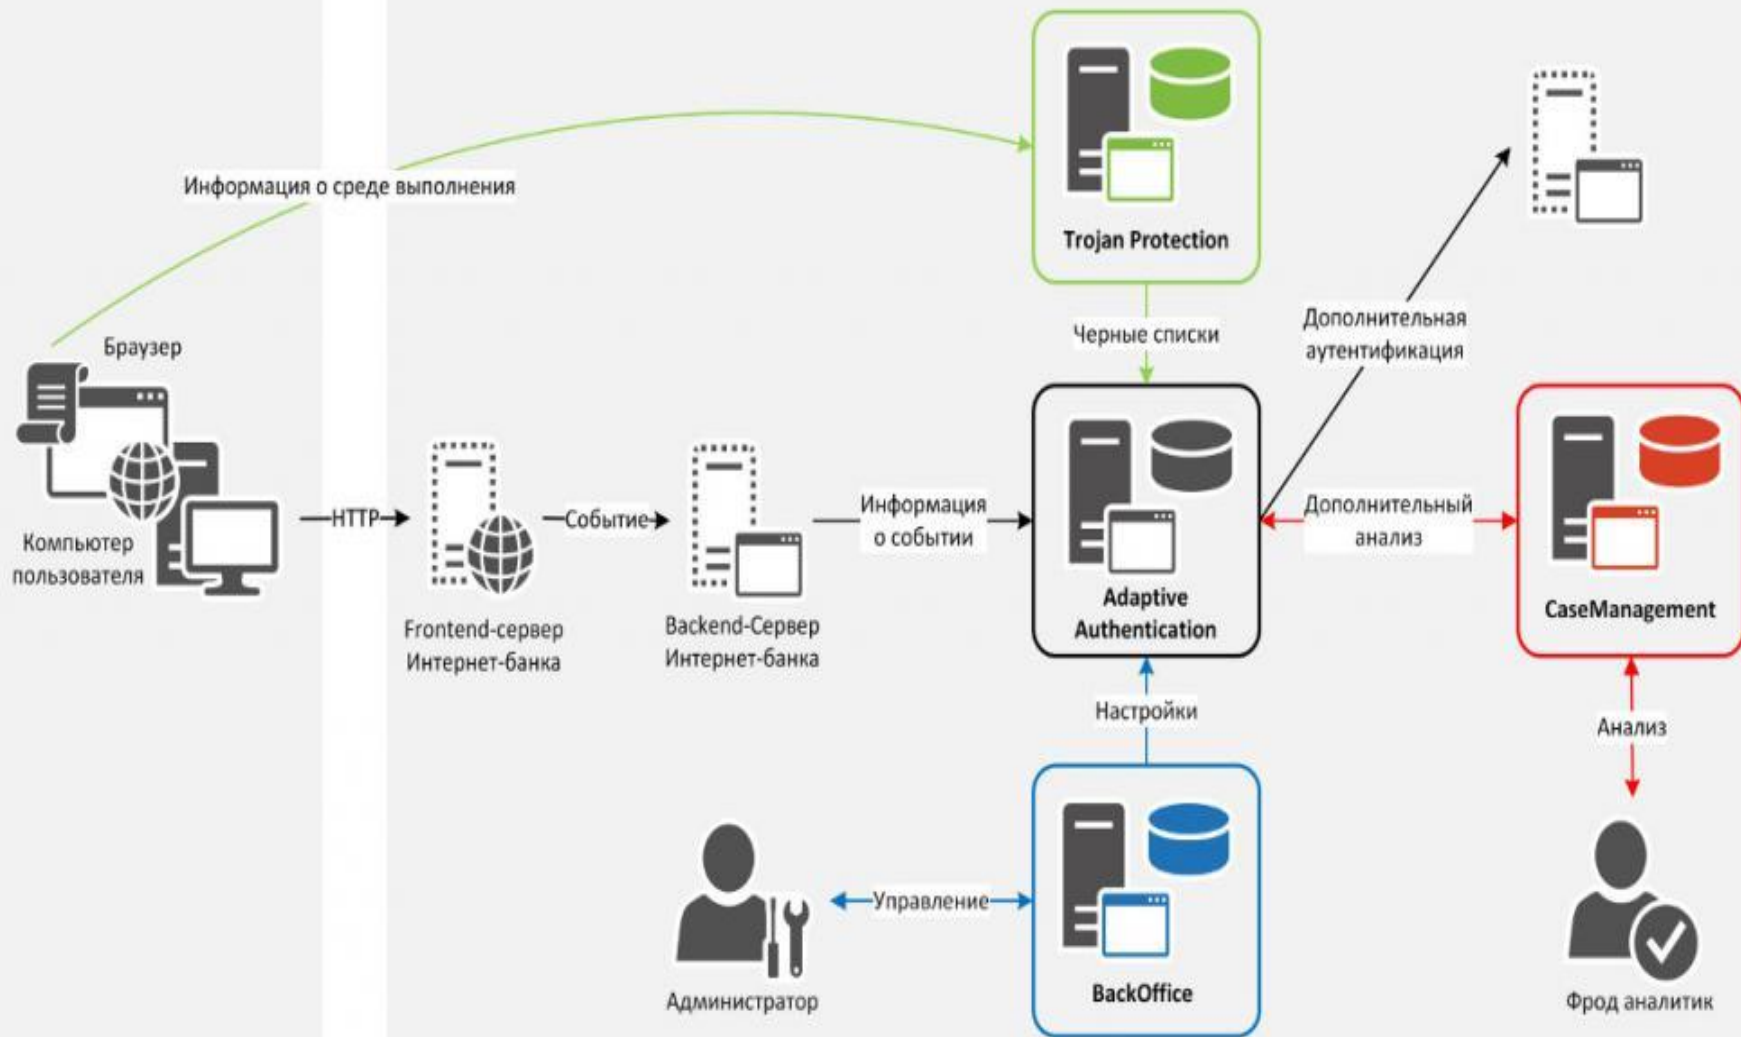 Trojan Protection
Информация о среде выполнения
Черные списки
Дополнительная
аутентификация
Браузер
Компьютер
пользователя
HTTP
Frontend-сервер
Интернет-банка
Событие
Backend-Сервер
Интернет-банка
Информация
о событии
Adaptive
Authentication
Дополнительный
анализ
CaseManagement
Настройки
Анализ
Администратор
Управление
BackOffice
Фрод аналитик